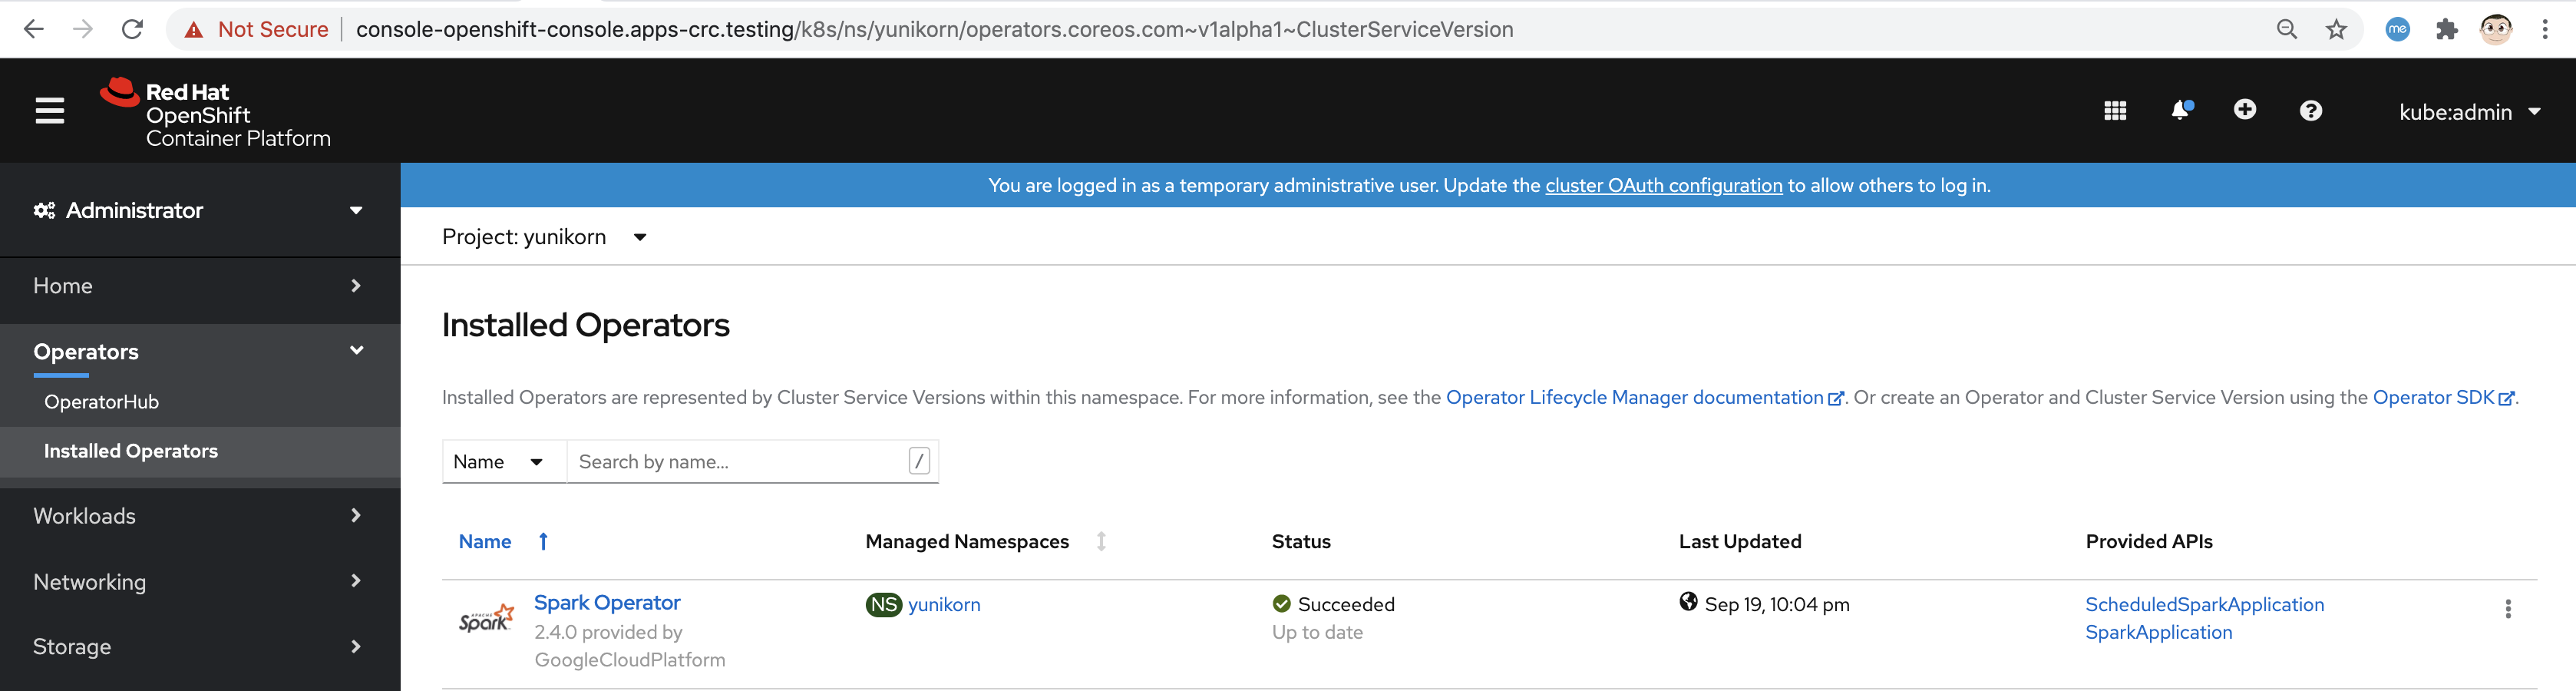 Not Secure
console-openshift-console.apps-crc.testing/k8s/ns/yunikorn/operators.coreos.com~v1alpha1~ClusterServiceVersion
me
Red Hat
OpenShift
Container Platform
kube:admin
You are logged in as a temporary administrative user. Update the cluster OAuth configuration to allow others to log in.
Administrator
Home
Operators
OperatorHub
Installed Operators
Workloads
Networking
Storage
Project: yunikorn
Installed Operators
Installed Operators are represented by Cluster Service Versions within this namespace. For more information, see the Operator Lifecycle Manager documentation. Or create an Operator and Cluster Service Version using the Operator SDK.
Name Search by name... /
Name Managed Namespaces Status Last Updated Provided APIs
APACHE Spark
Spark Operator
2.4.0 provided by
GoogleCloudPlatform
NS yunikorn
Succeeded
Up to date
Sep 19, 10:04 pm
ScheduledSparkApplication
SparkApplication